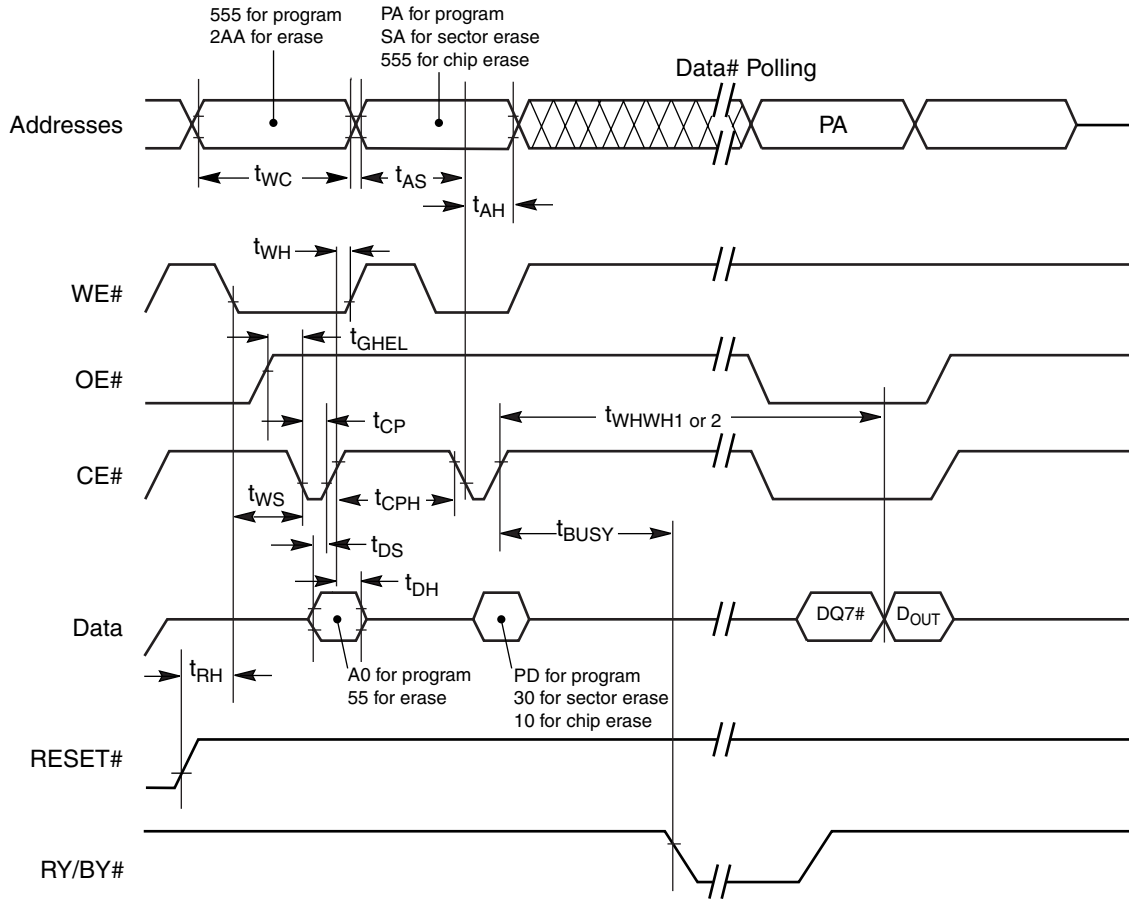 555 for program
2AA for erase
PA for program
SA for sector erase
555 for chip erase
Data# Polling
Addresses
PA
tWC
tAS
tAH
tWH
WE#
tGHEL
OE#
tWHWH1 or 2
tCP
CE#
tWS
tCPH
tBUSY
tDS
tDH
Data
DQ7#
DOUT
tRH
A0 for program
55 for erase
PD for program
30 for sector erase
10 for chip erase
RESET#
RY/BY#